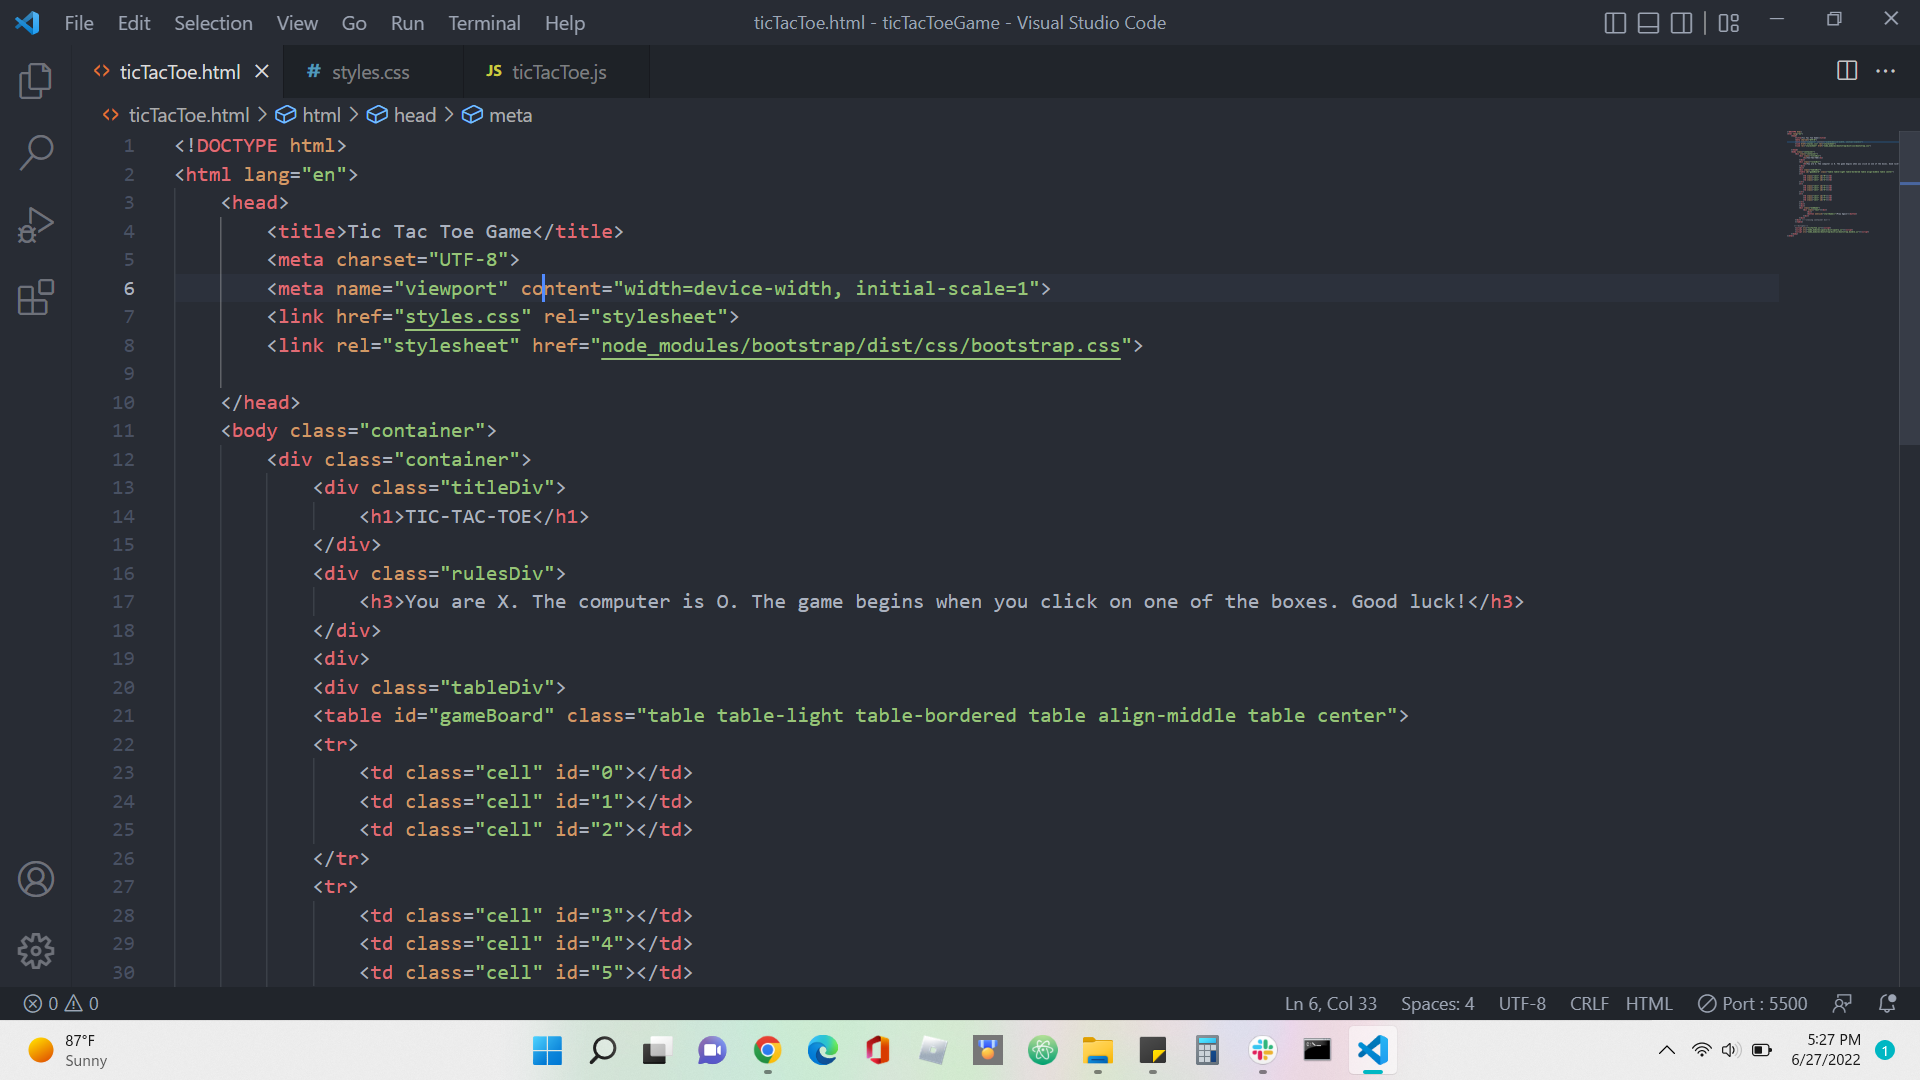 File Edit Selection View Go Run Terminal Help ticTacToe.html - ticTacToeGame - Visual Studio Code
ticTacToe.html # styles.css JS ticTacToe.js
ticTacToe.html > html > head > meta
1 <!DOCTYPE html>
2 <html lang="en">
3 <head>
4 <title>Tic Tac Toe Game</title>
5 <meta charset="UTF-8">
6 <meta name="viewport" content="width=device-width, initial-scale=1">
7 <link href="styles.css" rel="stylesheet">
8 <link rel="stylesheet" href="node_modules/bootstrap/dist/css/bootstrap.css">
9
10 </head>
11 <body class="container">
12 <div class="container">
13 <div class="titleDiv">
14 <h1>TIC-TAC-TOE</h1>
15 </div>
16 <div class="rulesDiv">
17 <h3>You are X. The computer is O. The game begins when you click on one of the boxes. Good luck!</h3>
18 </div>
19 <div>
20 <div class="tableDiv">
21 <table id="gameBoard" class="table table-light table-bordered table align-middle table center">
22 <tr>
23 <td class="cell" id="0"></td>
24 <td class="cell" id="1"></td>
25 <td class="cell" id="2"></td>
26 </tr>
27 <tr>
28 <td class="cell" id="3"></td>
29 <td class="cell" id="4"></td>
30 <td class="cell" id="5"></td>
0 0 Ln 6, Col 33 Spaces: 4 UTF-8 CRLF HTML Port : 5500
87°F
Sunny
5:27 PM
6/27/2022
1